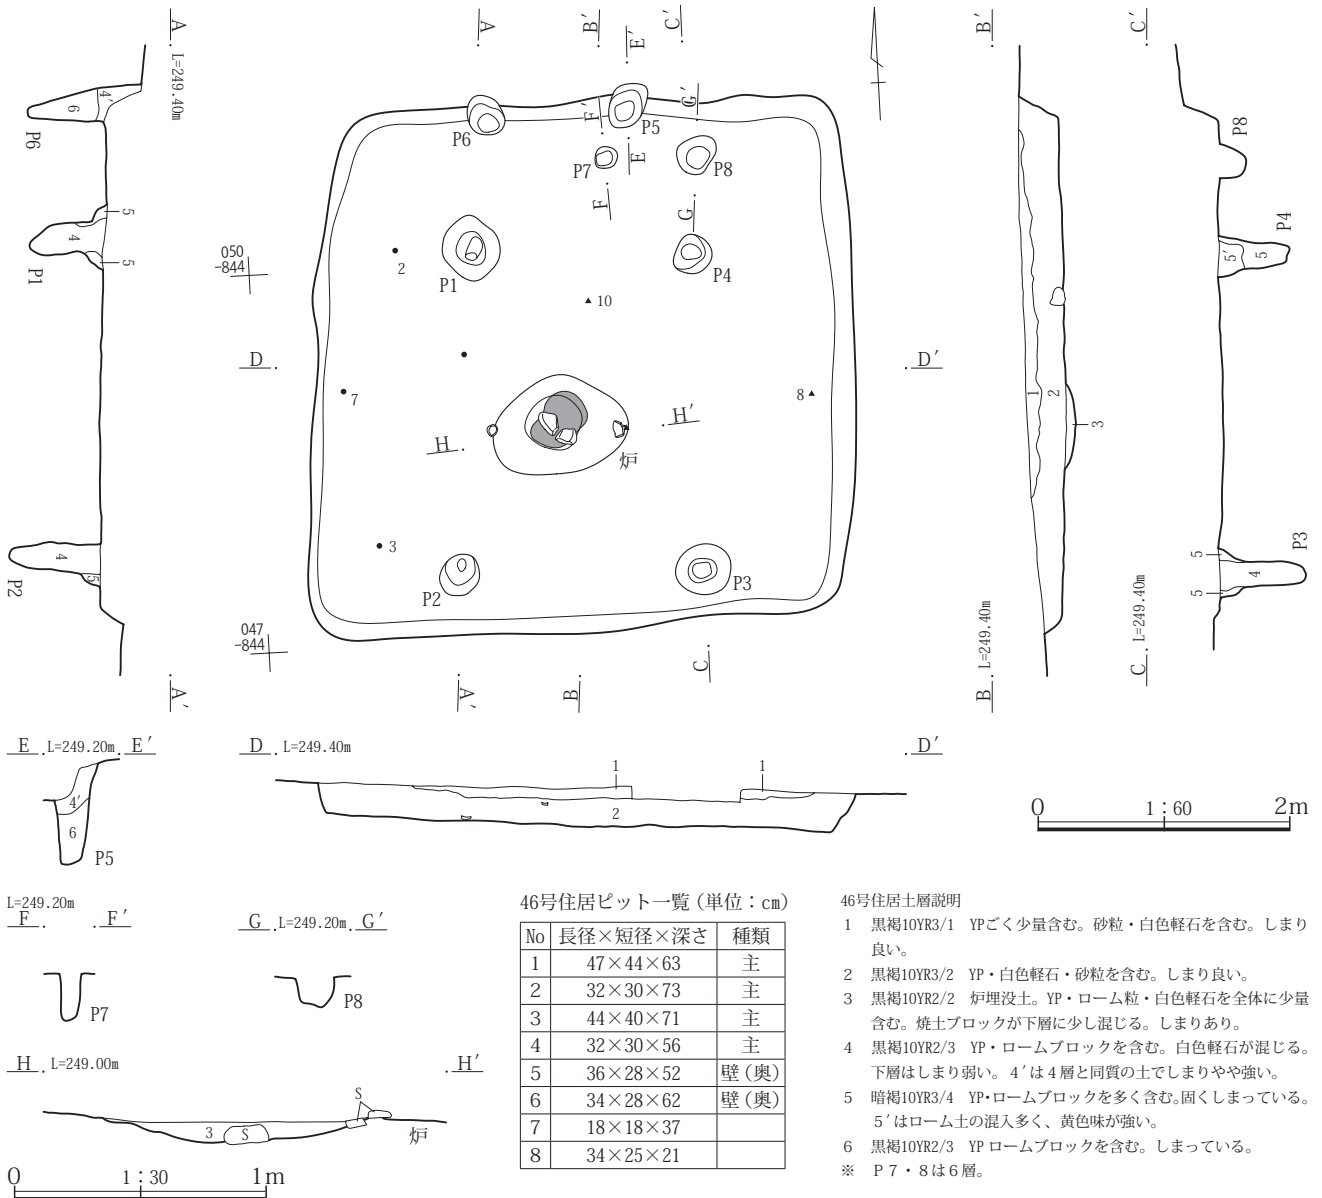 A
L=249.40m
A
B′
E′
C′
B′
C′
6
4′
P6
5
4
5
P1
4
5
P2
A′
P6
F′
P5
G′
P7
E
P8
F
G
050
-844
2
P1
P4
10
D
D′
7
8
H
H′
炉
3
P2
P3
047
-844
A′
B
C
1
2
3
B
L=249.40m
P8
P4
5′
5
P3
5
4
5
C
L=249.40m
E L=249.20m E′
4′
6
P5
D L=249.40m
D′
1
1
2
0 1:60 2m
L=249.20m
F F′
P7
G L=249.20m G′
P8
H L=249.00m
H′
S
3
S
炉
0 1:30 1m
46号住居ピット一覧（単位：cm）
No 長径×短径×深さ 種類
1 47×44×63 主
2 32×30×73 主
3 44×40×71 主
4 32×30×56 主
5 36×28×52 壁（奥）
6 34×28×62 壁（奥）
7 18×18×37
8 34×25×21
46号住居土層説明
1 黒褐10YR3/1 YPごく少量含む。砂粒・白色軽石を含む。しまり
良い。
2 黒褐10YR3/2 YP・白色軽石・砂粒を含む。しまり良い。
3 黒褐10YR2/2 炉埋没土。YP・ローム粒・白色軽石を全体に少量
含む。焼土ブロックが下層に少し混じる。しまりあり。
4 黒褐10YR2/3 YP・ロームブロックを含む。白色軽石が混じる。
下層はしまり弱い。4′は４層と同質の土でしまりやや強い。
5 暗褐10YR3/4 YP・ロームブロックを多く含む。固くしまっている。
5′はローム土の混入多く、黄色味が強い。
6 黒褐10YR2/3 YP ロームブロックを含む。しまっている。
※ Ｐ７・８は６層。